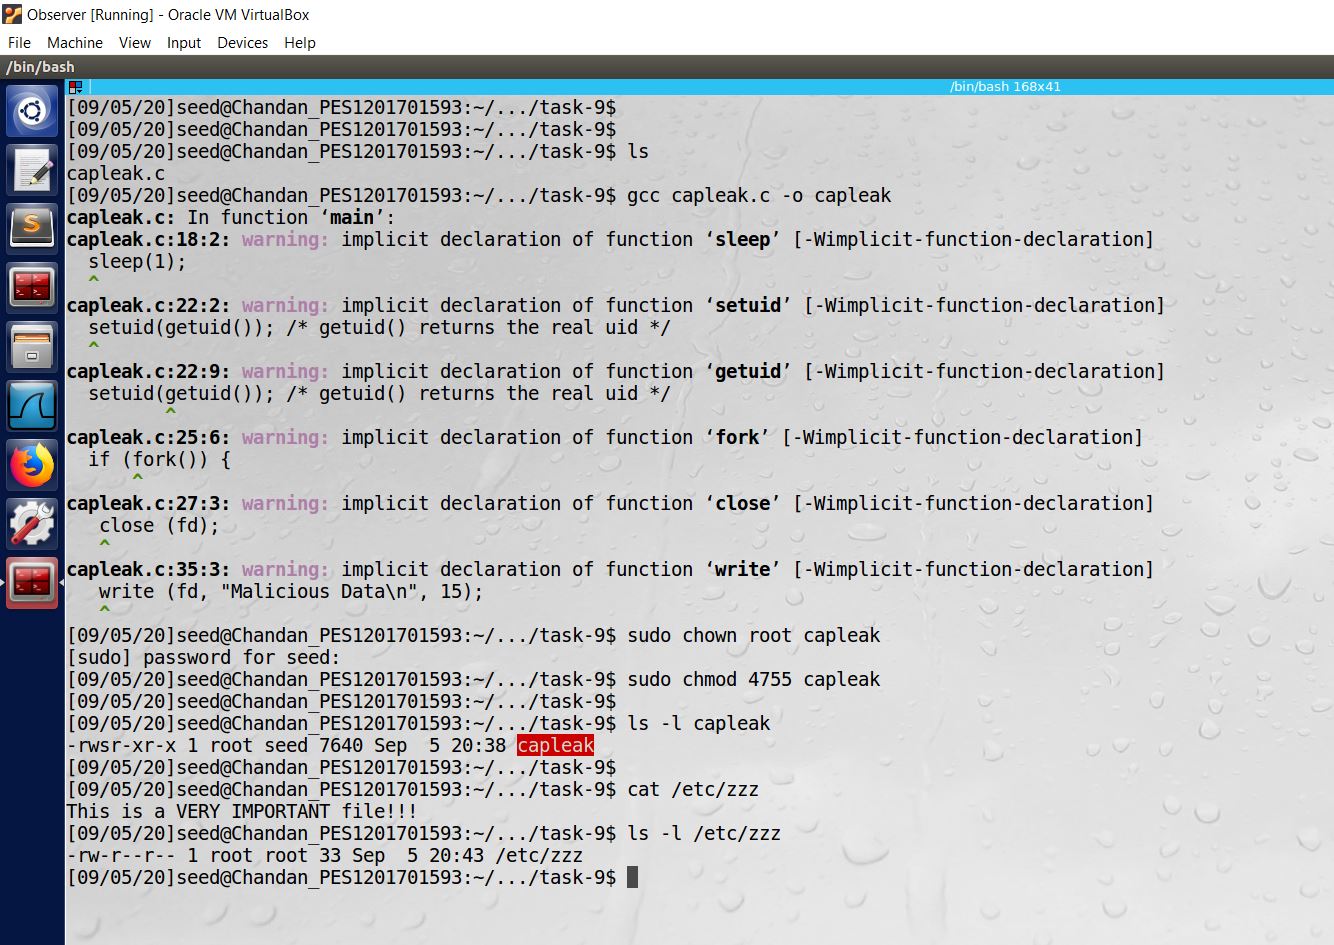 Observer [Running] - Oracle VM VirtualBox
File Machine View Input Devices Help
/bin/bash
/bin/bash 168x41
[09/05/20]seed@Chandan_PES1201701593:~/.../task-9$
[09/05/20]seed@Chandan_PES1201701593:~/.../task-9$
[09/05/20]seed@Chandan_PES1201701593:~/.../task-9$ ls
capleak.c
[09/05/20]seed@Chandan_PES1201701593:~/.../task-9$ gcc capleak.c -o capleak
capleak.c: In function ‘main’:
capleak.c:18:2: warning: implicit declaration of function ‘sleep’ [-Wimplicit-function-declaration]
  sleep(1);
  ^
capleak.c:22:2: warning: implicit declaration of function ‘setuid’ [-Wimplicit-function-declaration]
  setuid(getuid()); /* getuid() returns the real uid */
  ^
capleak.c:22:9: warning: implicit declaration of function ‘getuid’ [-Wimplicit-function-declaration]
  setuid(getuid()); /* getuid() returns the real uid */
         ^
capleak.c:25:6: warning: implicit declaration of function ‘fork’ [-Wimplicit-function-declaration]
  if (fork()) {
      ^
capleak.c:27:3: warning: implicit declaration of function ‘close’ [-Wimplicit-function-declaration]
   close (fd);
   ^
capleak.c:35:3: warning: implicit declaration of function ‘write’ [-Wimplicit-function-declaration]
   write (fd, "Malicious Data\n", 15);
   ^
[09/05/20]seed@Chandan_PES1201701593:~/.../task-9$ sudo chown root capleak
[sudo] password for seed:
[09/05/20]seed@Chandan_PES1201701593:~/.../task-9$ sudo chmod 4755 capleak
[09/05/20]seed@Chandan_PES1201701593:~/.../task-9$
[09/05/20]seed@Chandan_PES1201701593:~/.../task-9$ ls -l capleak
-rwsr-xr-x 1 root seed 7640 Sep  5 20:38 capleak
[09/05/20]seed@Chandan_PES1201701593:~/.../task-9$
[09/05/20]seed@Chandan_PES1201701593:~/.../task-9$ cat /etc/zzz
This is a VERY IMPORTANT file!!!
[09/05/20]seed@Chandan_PES1201701593:~/.../task-9$ ls -l /etc/zzz
-rw-r--r-- 1 root root 33 Sep  5 20:43 /etc/zzz
[09/05/20]seed@Chandan_PES1201701593:~/.../task-9$